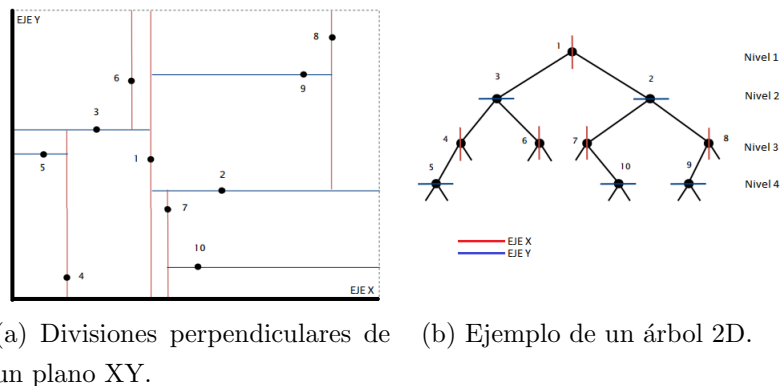 EJE Y
8
6
9
3
1
5
2
7
10
4
EJE X
1
Nivel 1
3
2
Nivel 2
4
6
7
8
Nivel 3
5
10
9
Nivel 4
EJE X
EJE Y
a) Divisiones perpendiculares de
un plano XY.
(b) Ejemplo de un árbol 2D.